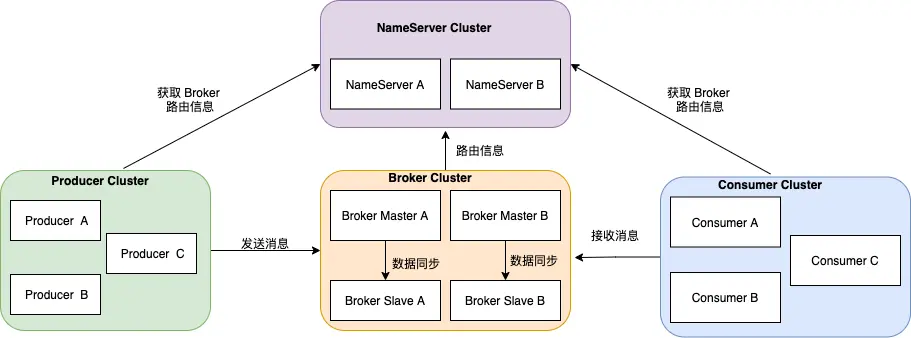 NameServer Cluster
NameServer A
NameServer B
获取 Broker
路由信息
获取 Broker
路由信息
路由信息
Producer Cluster
Producer A
Producer C
Producer B
发送消息
Broker Cluster
Broker Master A
Broker Master B
数据同步
数据同步
Broker Slave A
Broker Slave B
接收消息
Consumer Cluster
Consumer A
Consumer C
Consumer B